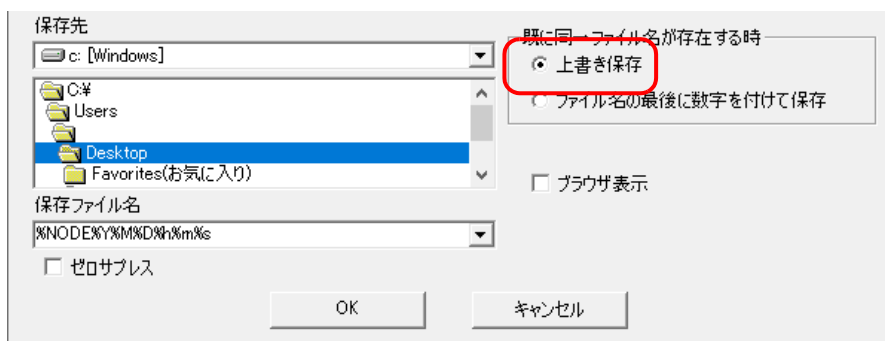 保存先
c: [Windows]
C:¥
Users
Desktop
Favorites(お気に入り)
保存ファイル名
%NODE%Y%M%D%h%m%s
ゼロサプレス
既に同一ファイル名が存在する時
上書き保存
ファイル名の最後に数字を付けて保存
ブラウザ表示
OK
キャンセル